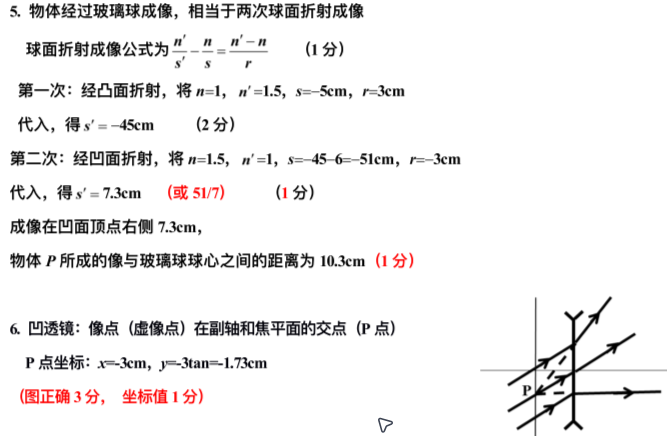 5. 物体经过玻璃球成像，相当于两次球面折射成像
球面折射成像公式为 n′/s′ − n/s = (n′−n)/r （1 分）
第一次：经凸面折射，将 n=1， n′=1.5，s=−5cm，r=3cm
代入，得 s′ = −45cm （2 分）
第二次：经凹面折射，将 n=1.5， n′=1，s=−45−6=−51cm，r=−3cm
代入，得 s′ = 7.3cm （或 51/7） （1 分）
成像在凹面顶点右侧 7.3cm，
物体 P 所成的像与玻璃球球心之间的距离为 10.3cm（1 分）
6. 凹透镜：像点（虚像点）在副轴和焦平面的交点（P 点）
P 点坐标：x=-3cm，y=-3tan=-1.73cm
（图正确 3 分， 坐标值 1 分）
P